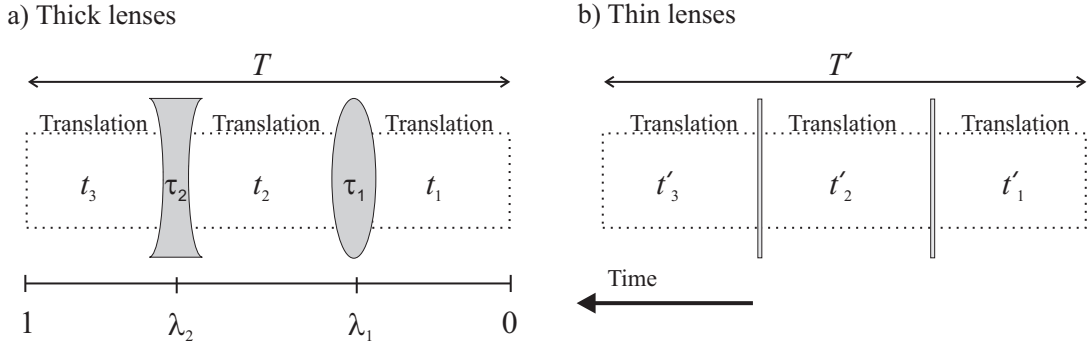 a) Thick lenses
b) Thin lenses
T
T′
Translation Translation Translation
Translation Translation Translation
t₃ τ₂ t₂ τ₁ t₁
t′₃ t′₂ t′₁
Time
1 λ₂ λ₁ 0